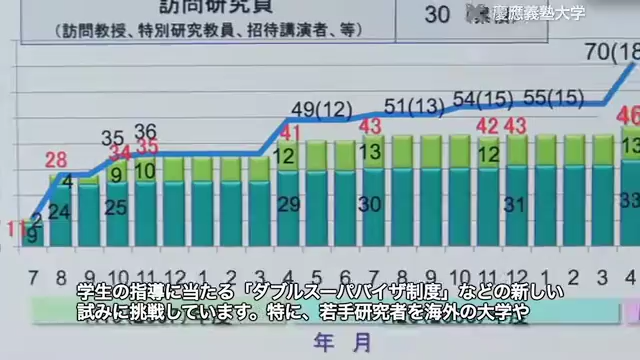 訪問研究員
(訪問教授、特別研究教員、招待講演者、等)
30
慶應義塾大学
70(18
49(12) 51(13) 54(15) 55(15)
35 36
28 34 35 41 43 42 43 46
4 9 10 12 13 12 13
11 2
9 24 25 29 30 31 33
7 8 9 10 11 12 1 2 3 4 5 6 7 8 9 10 11 12 1 2 3 4
学生の指導に当たる「ダブルスーパバイザ制度」などの新しい
試みに挑戦しています。特に、若手研究者を海外の大学や
年 月